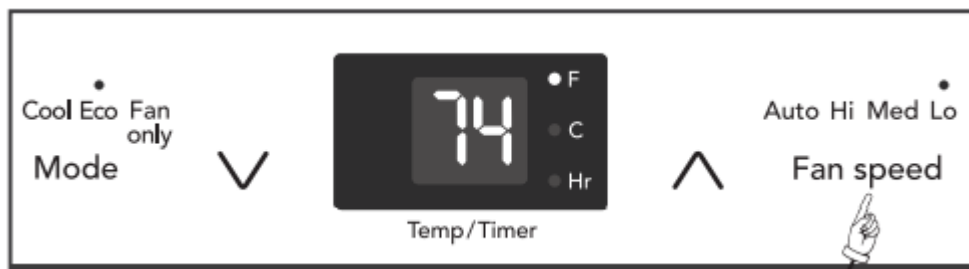 Cool Eco Fan only
Mode
74
F
C
Hr
Temp/Timer
Auto Hi Med Lo
Fan speed